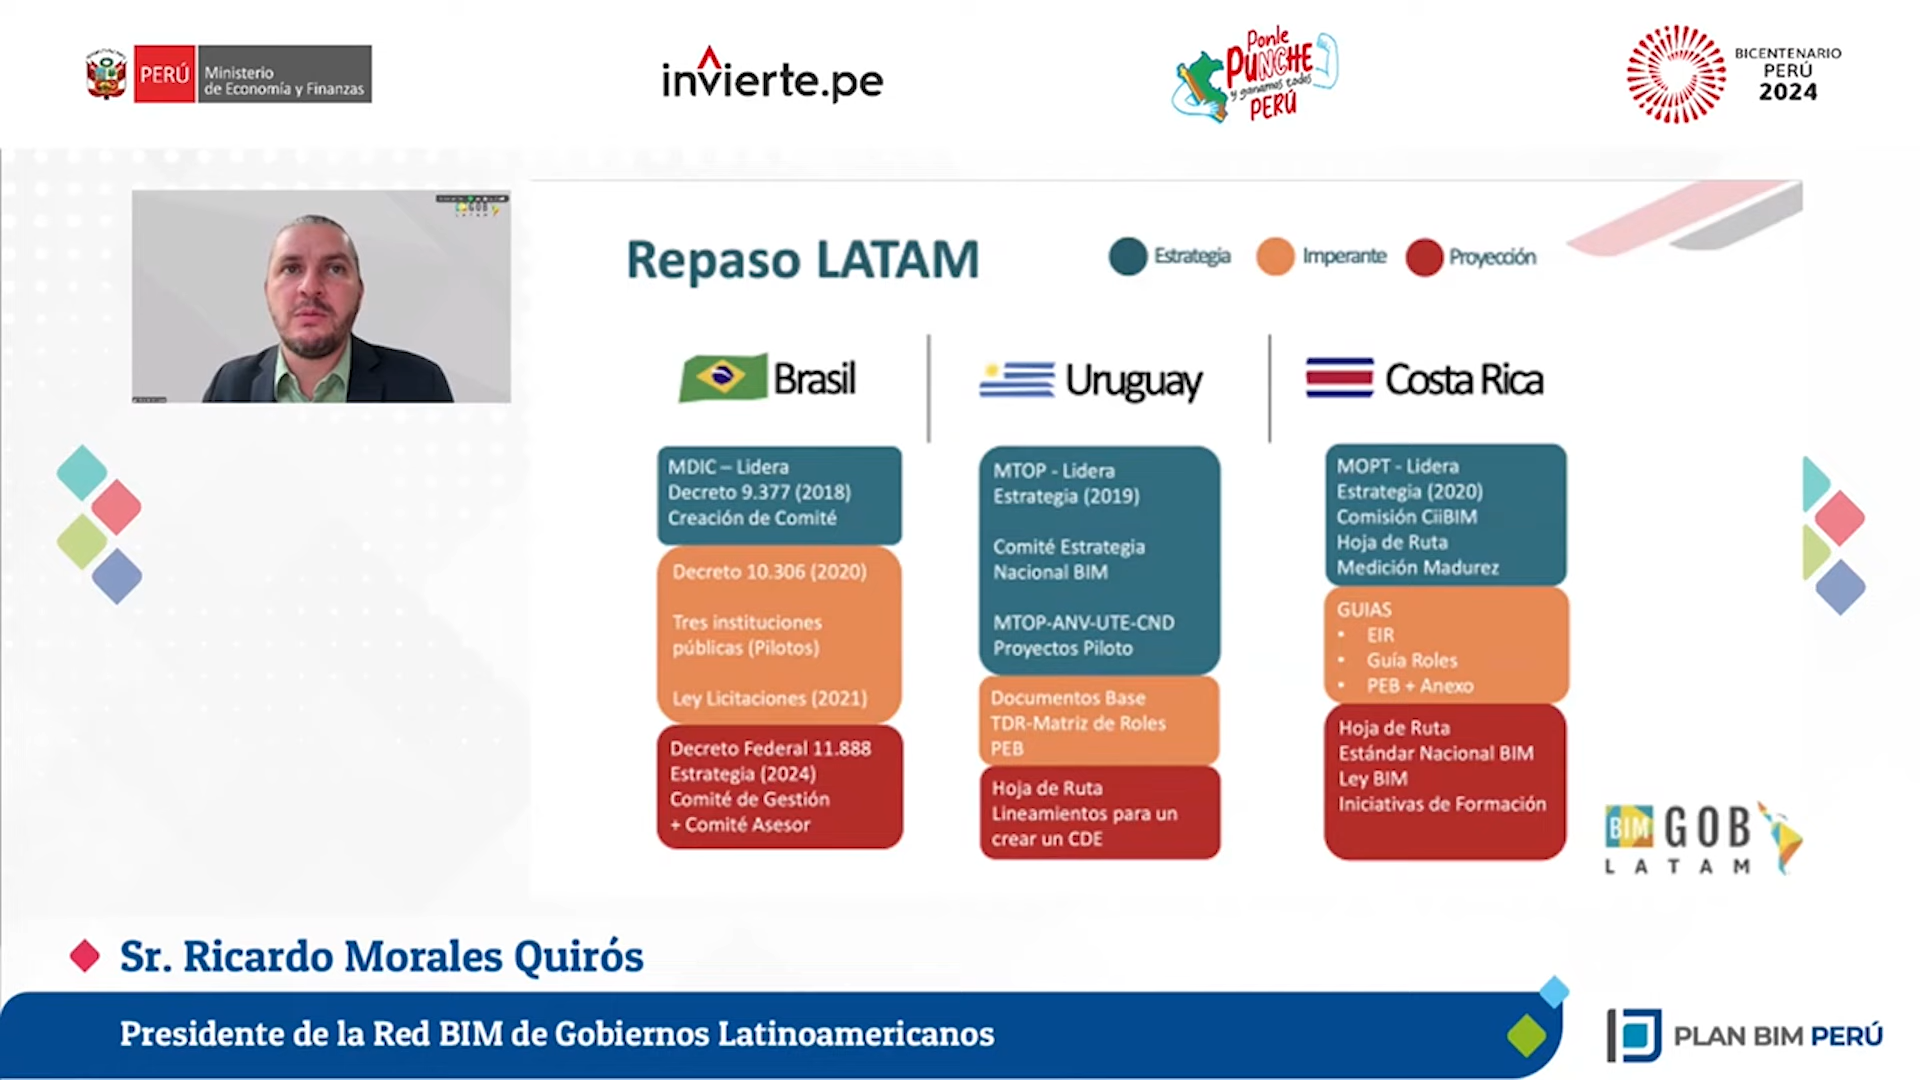 PERÚ
Ministerio
de Economía y Finanzas
invierte.pe
Ponle
PUNCHE
y ganamos todos
PERÚ
BICENTENARIO
PERÚ
2024
GOB
LATAM
Repaso LATAM
Estrategia
Imperante
Proyección
Brasil
Uruguay
Costa Rica
MDIC – Lidera
Decreto 9.377 (2018)
Creación de Comité
Decreto 10.306 (2020)
Tres instituciones
públicas (Pilotos)
Ley Licitaciones (2021)
Decreto Federal 11.888
Estrategia (2024)
Comité de Gestión
+ Comité Asesor
MTOP - Lidera
Estrategia (2019)
Comité Estrategia
Nacional BIM
MTOP-ANV-UTE-CND
Proyectos Piloto
Documentos Base
TDR-Matriz de Roles
PEB
Hoja de Ruta
Lineamientos para un
crear un CDE
MOPT - Lidera
Estrategia (2020)
Comisión CiiBIM
Hoja de Ruta
Medición Madurez
GUIAS
• EIR
• Guía Roles
• PEB + Anexo
Hoja de Ruta
Estándar Nacional BIM
Ley BIM
Iniciativas de Formación
BIM GOB
LATAM
Sr. Ricardo Morales Quirós
Presidente de la Red BIM de Gobiernos Latinoamericanos
PLAN BIM PERÚ